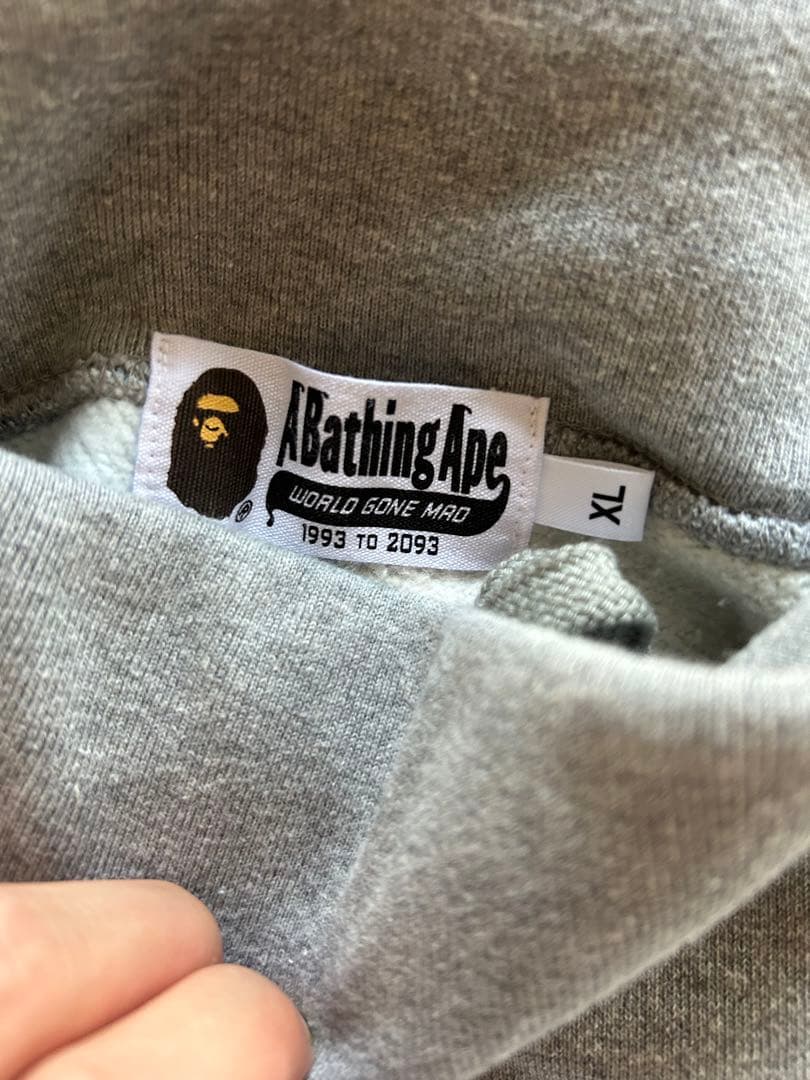 A Bathing Ape
WORLD GONE MAD
1993 TO 2093
®
XL